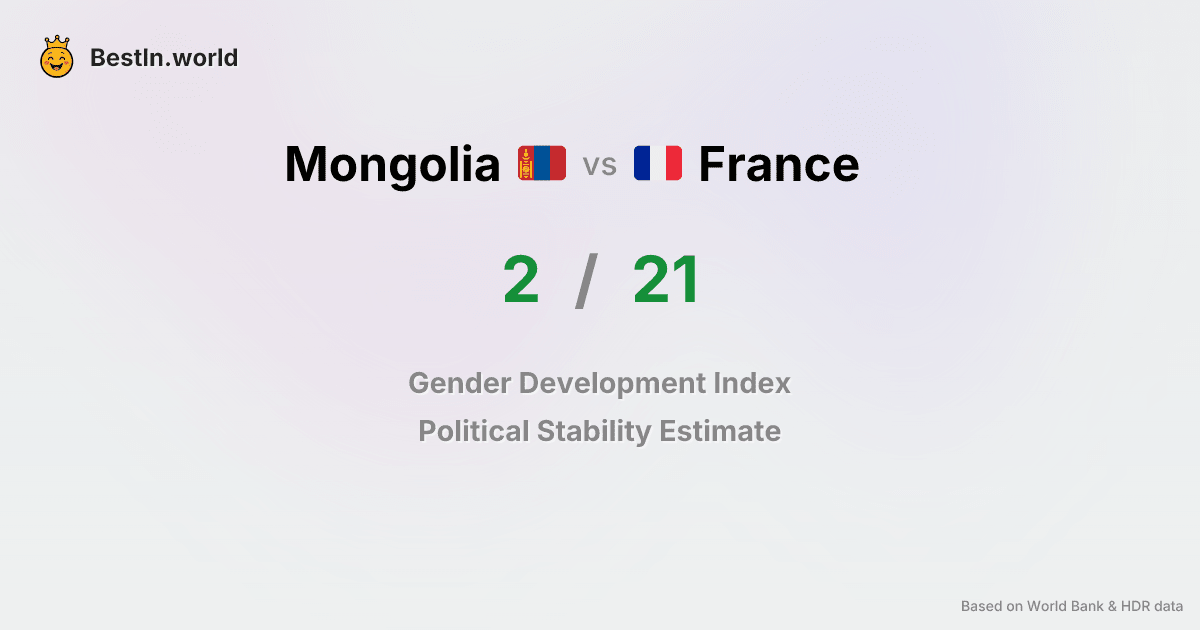 BestIn.world
Mongolia vs France
2 / 21
Gender Development Index
Political Stability Estimate
Based on World Bank & HDR data